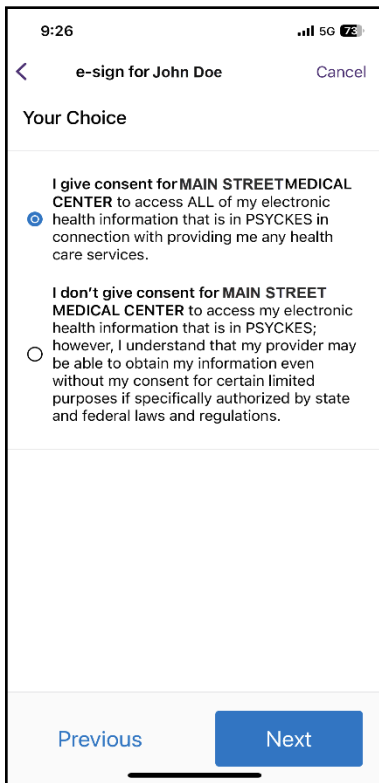 9:26 5G 73
e-sign for John Doe Cancel
Your Choice
I give consent for MAIN STREET MEDICAL
CENTER to access ALL of my electronic
health information that is in PSYCKES in
connection with providing me any health
care services.
I don’t give consent for MAIN STREET
MEDICAL CENTER to access my electronic
health information that is in PSYCKES;
however, I understand that my provider may
be able to obtain my information even
without my consent for certain limited
purposes if specifically authorized by state
and federal laws and regulations.
Previous Next